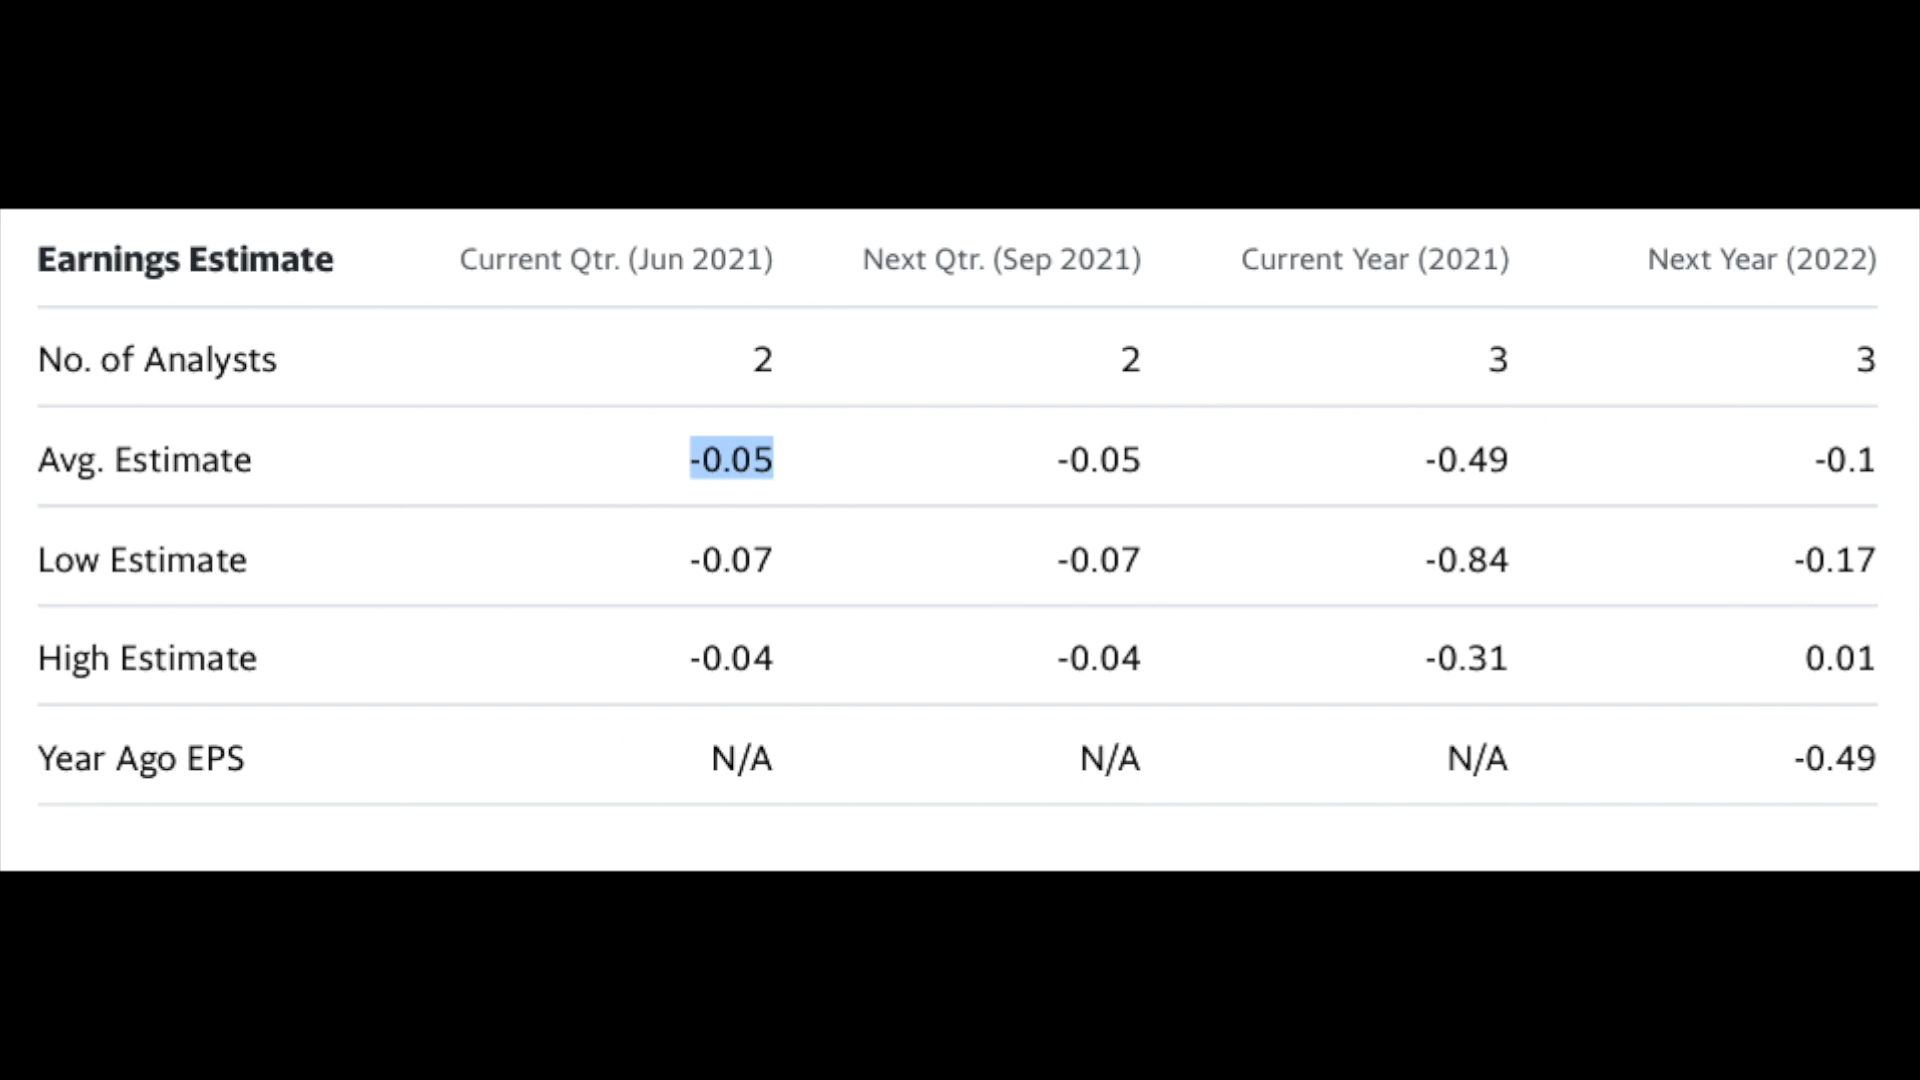 Earnings Estimate Current Qtr. (Jun 2021) Next Qtr. (Sep 2021) Current Year (2021) Next Year (2022)
No. of Analysts 2 2 3 3
Avg. Estimate -0.05 -0.05 -0.49 -0.1
Low Estimate -0.07 -0.07 -0.84 -0.17
High Estimate -0.04 -0.04 -0.31 0.01
Year Ago EPS N/A N/A N/A -0.49